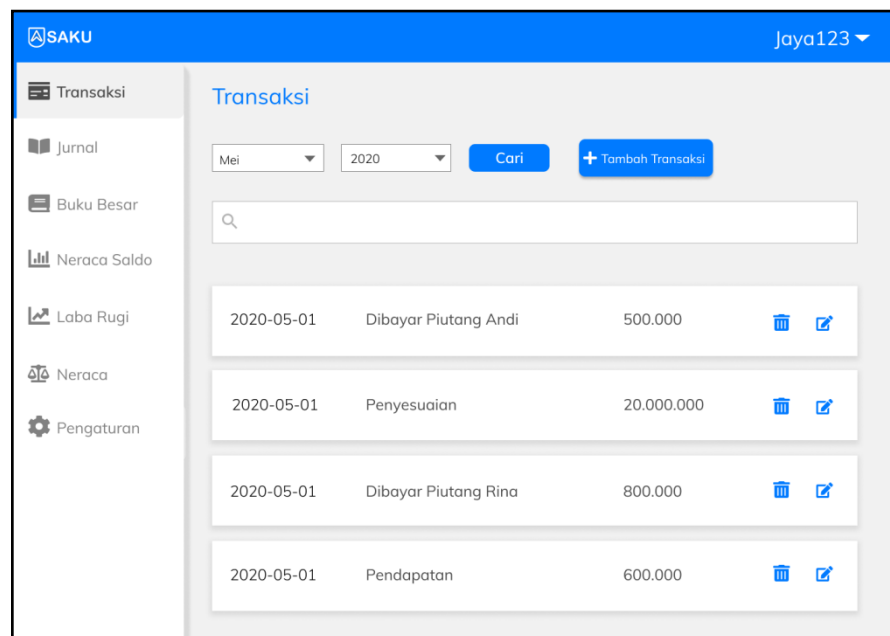 ASAKU
Jaya123
Transaksi
Jurnal
Buku Besar
Neraca Saldo
Laba Rugi
Neraca
Pengaturan
Transaksi
Mei
2020
Cari
Tambah Transaksi
2020-05-01 Dibayar Piutang Andi 500.000
2020-05-01 Penyesuaian 20.000.000
2020-05-01 Dibayar Piutang Rina 800.000
2020-05-01 Pendapatan 600.000